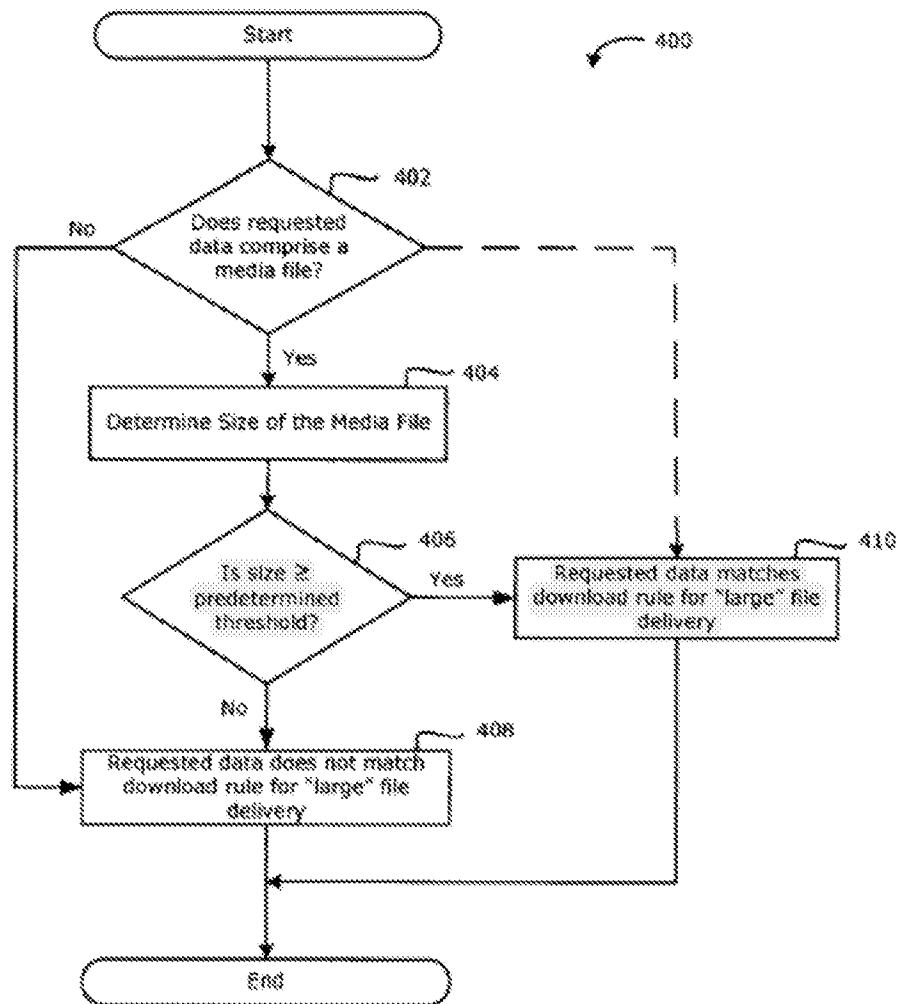 Start
400
402
Does requested
data comprise a
media file?
No
Yes
404
Determine Size of the Media File
406
Is size ≥
predetermined
threshold?
Yes
410
Requested data matches
download rule for "large" file
delivery
No
408
Requested data does not match
download rule for "large" file
delivery
End